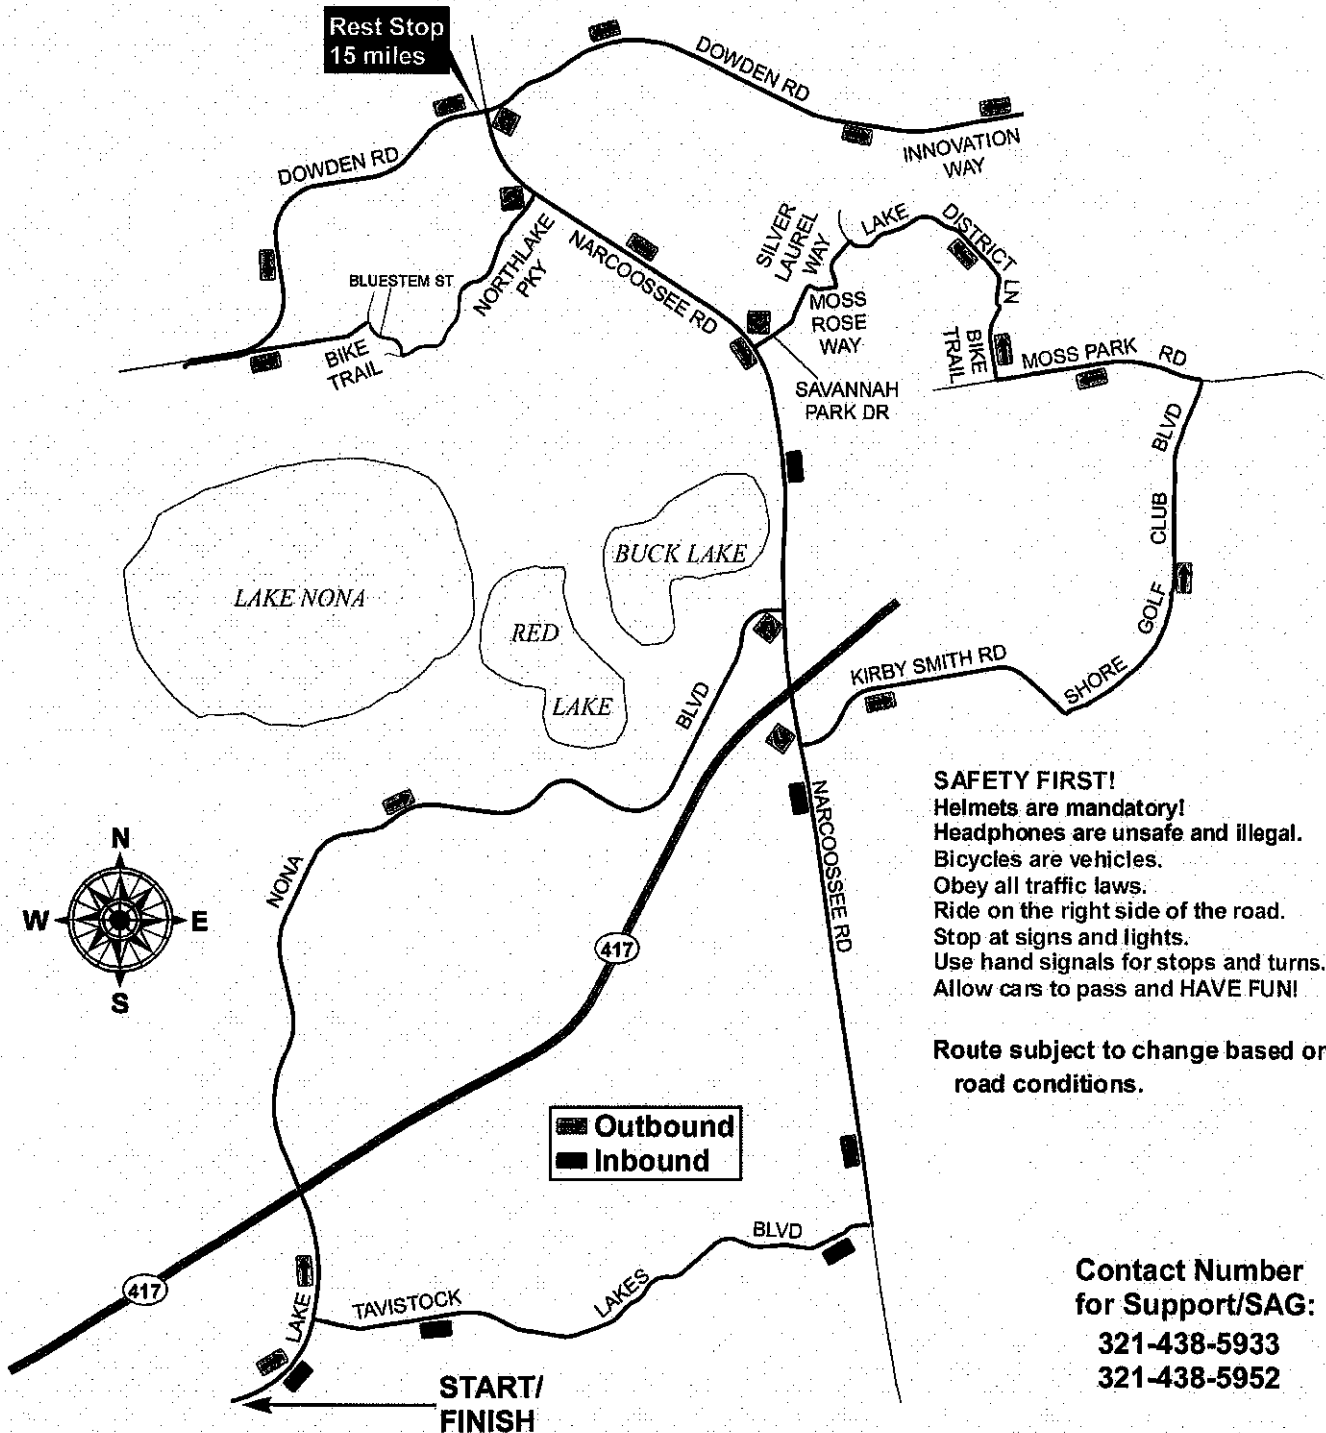 Rest Stop
15 miles
DOWDEN RD
DOWDEN RD
INNOVATION
WAY
SILVER
LAUREL
WAY
LAKE
DISTRICT
LN
NORTHLAKE
PKY
NARCOOSSEE RD
BLUESTEM ST
BIKE
TRAIL
MOSS
ROSE
WAY
BIKE
TRAIL
MOSS PARK
RD
SAVANNAH
PARK DR
BLVD
CLUB
GOLF
SHORE
BUCK LAKE
LAKE NONA
RED
LAKE
BLVD
KIRBY SMITH RD
NARCOOSSEE RD
NONA
N
W
E
S
417
SAFETY FIRST!
Helmets are mandatory!
Headphones are unsafe and illegal.
Bicycles are vehicles.
Obey all traffic laws.
Ride on the right side of the road.
Stop at signs and lights.
Use hand signals for stops and turns.
Allow cars to pass and HAVE FUN!
Route subject to change based on
road conditions.
Outbound
Inbound
417
LAKE
TAVISTOCK
LAKES
BLVD
START/
FINISH
Contact Number
for Support/SAG:
321-438-5933
321-438-5952